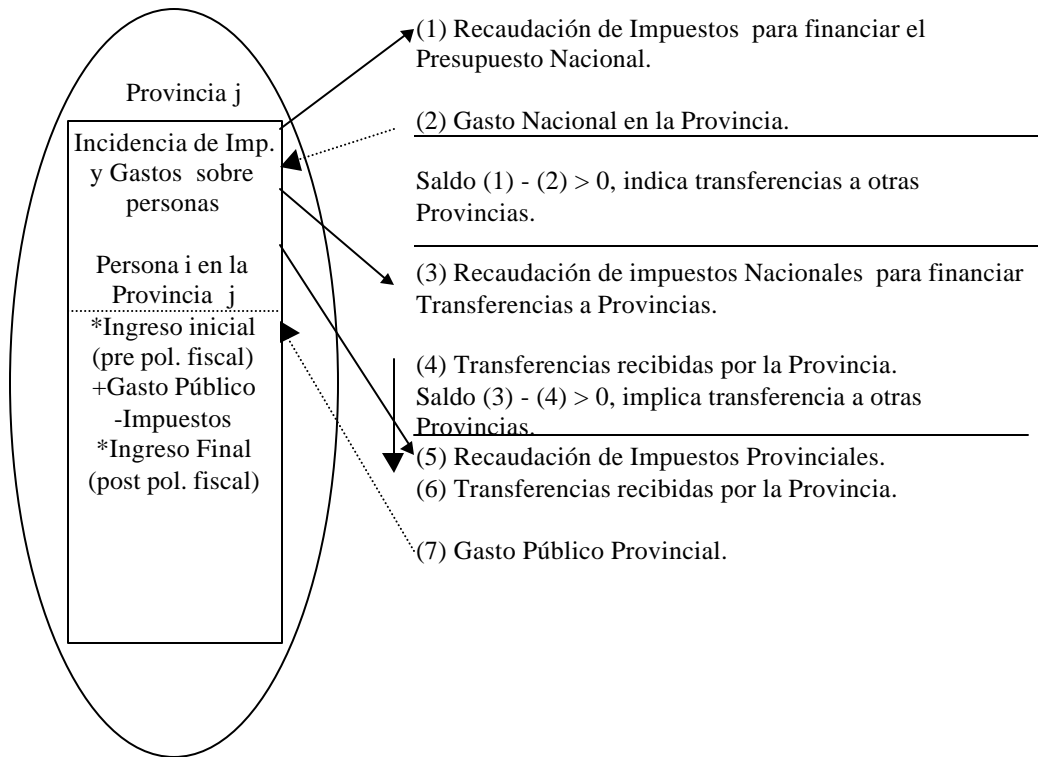 Provincia j
Incidencia de Imp.
y Gastos sobre
personas
Persona i en la
Provincia j
*Ingreso inicial
(pre pol. fiscal)
+Gasto Público
-Impuestos
*Ingreso Final
(post pol. fiscal)
(1) Recaudación de Impuestos para financiar el
Presupuesto Nacional.
(2) Gasto Nacional en la Provincia.
Saldo (1) - (2) > 0, indica transferencias a otras
Provincias.
(3) Recaudación de impuestos Nacionales para financiar
Transferencias a Provincias.
(4) Transferencias recibidas por la Provincia.
Saldo (3) - (4) > 0, implica transferencia a otras
Provincias.
(5) Recaudación de Impuestos Provinciales.
(6) Transferencias recibidas por la Provincia.
(7) Gasto Público Provincial.